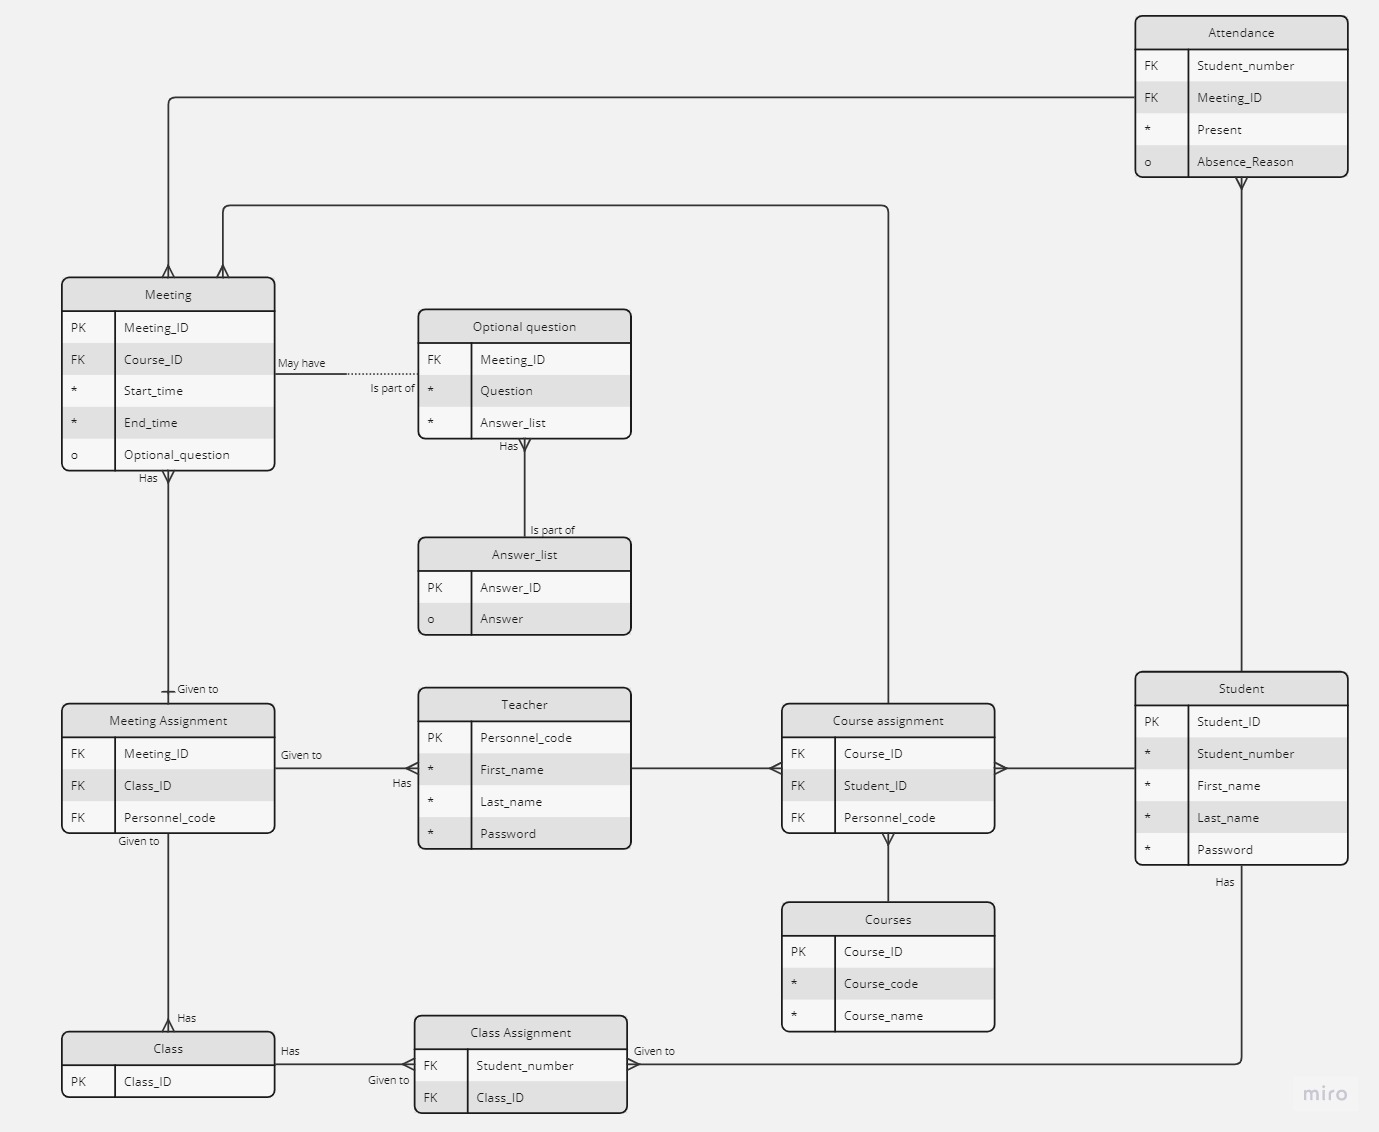 Attendance
FK Student_number
FK Meeting_ID
* Present
o Absence_Reason
Meeting
PK Meeting_ID
FK Course_ID
* Start_time
* End_time
o Optional_question
May have
Is part of
Has
Optional question
FK Meeting_ID
* Question
* Answer_list
Has
Is part of
Answer_list
PK Answer_ID
o Answer
Given to
Meeting Assignment
FK Meeting_ID
FK Class_ID
FK Personnel_code
Given to
Has
Given to
Teacher
PK Personnel_code
* First_name
* Last_name
* Password
Course assignment
FK Course_ID
FK Student_ID
FK Personnel_code
Student
PK Student_ID
* Student_number
* First_name
* Last_name
* Password
Has
Courses
PK Course_ID
* Course_code
* Course_name
Has
Class
PK Class_ID
Has
Given to
Class Assignment
FK Student_number
FK Class_ID
Given to
miro